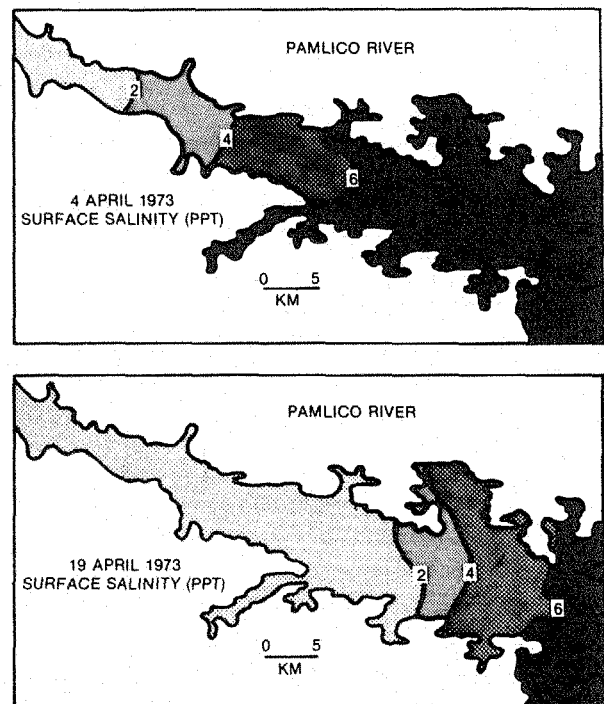 PAMLICO RIVER
2
4
6
4 APRIL 1973
SURFACE SALINITY (PPT)
0 5
KM
PAMLICO RIVER
19 APRIL 1973
SURFACE SALINITY (PPT)
2
4
6
0 5
KM